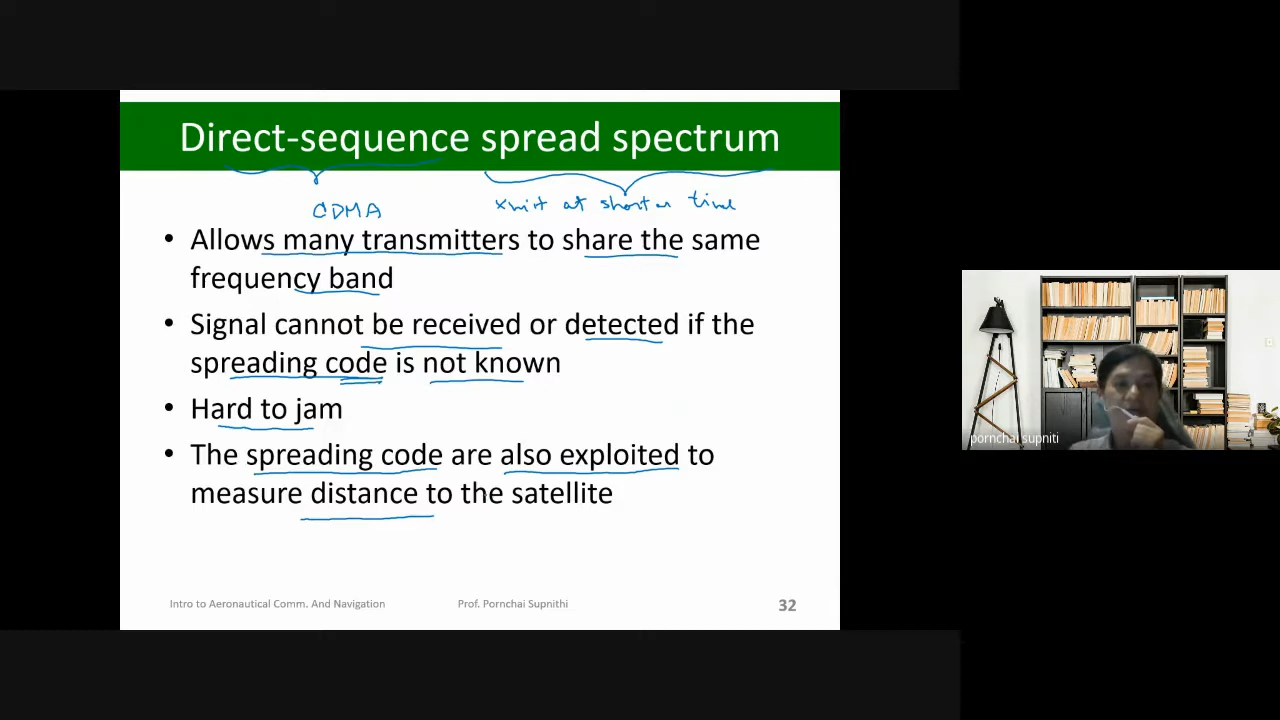 Direct-sequence spread spectrum
CDMA
xmit at shorter time
• Allows many transmitters to share the same
frequency band
• Signal cannot be received or detected if the
spreading code is not known
• Hard to jam
• The spreading code are also exploited to
measure distance to the satellite
Intro to Aeronautical Comm. And Navigation
Prof. Pornchai Supnithi
32
pornchai supniti